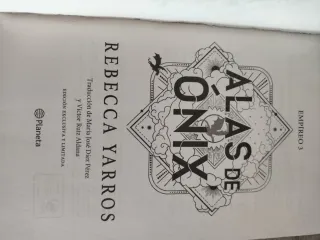 EMPÍREO 3
ALAS DE
ÓNIX
REBECCA YARROS
Traducción de María José Díez Pérez
y Víctor Ruiz Aldana
EDICIÓN EXCLUSIVA Y LIMITADA
Planeta